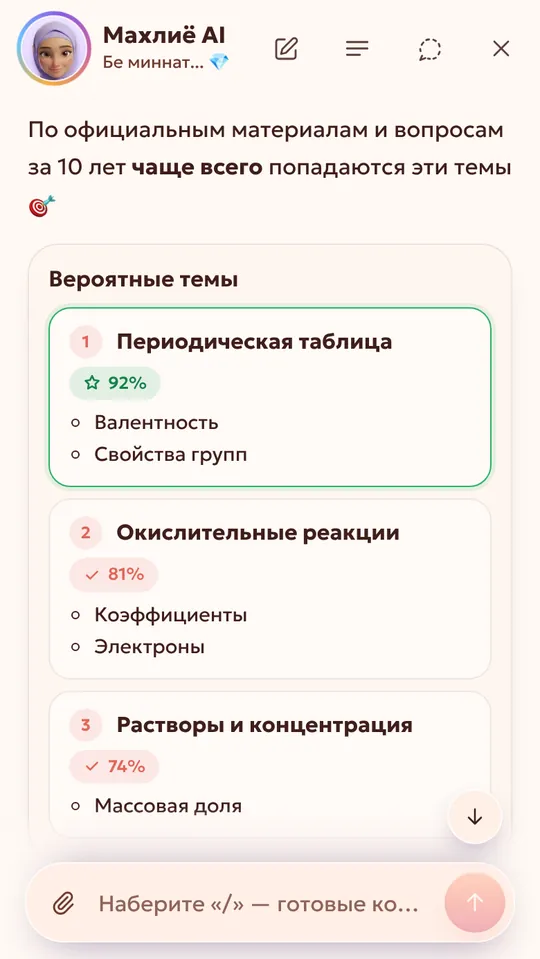 Махлиё AI
Бе миннат... 💎
По официальным материалам и вопросам
за 10 лет чаще всего попадаются эти темы
🎯
Вероятные темы
1 Периодическая таблица
92%
Валентность
Свойства групп
2 Окислительные реакции
81%
Коэффициенты
Электроны
3 Растворы и концентрация
74%
Массовая доля
Наберите «/» — готовые ко...